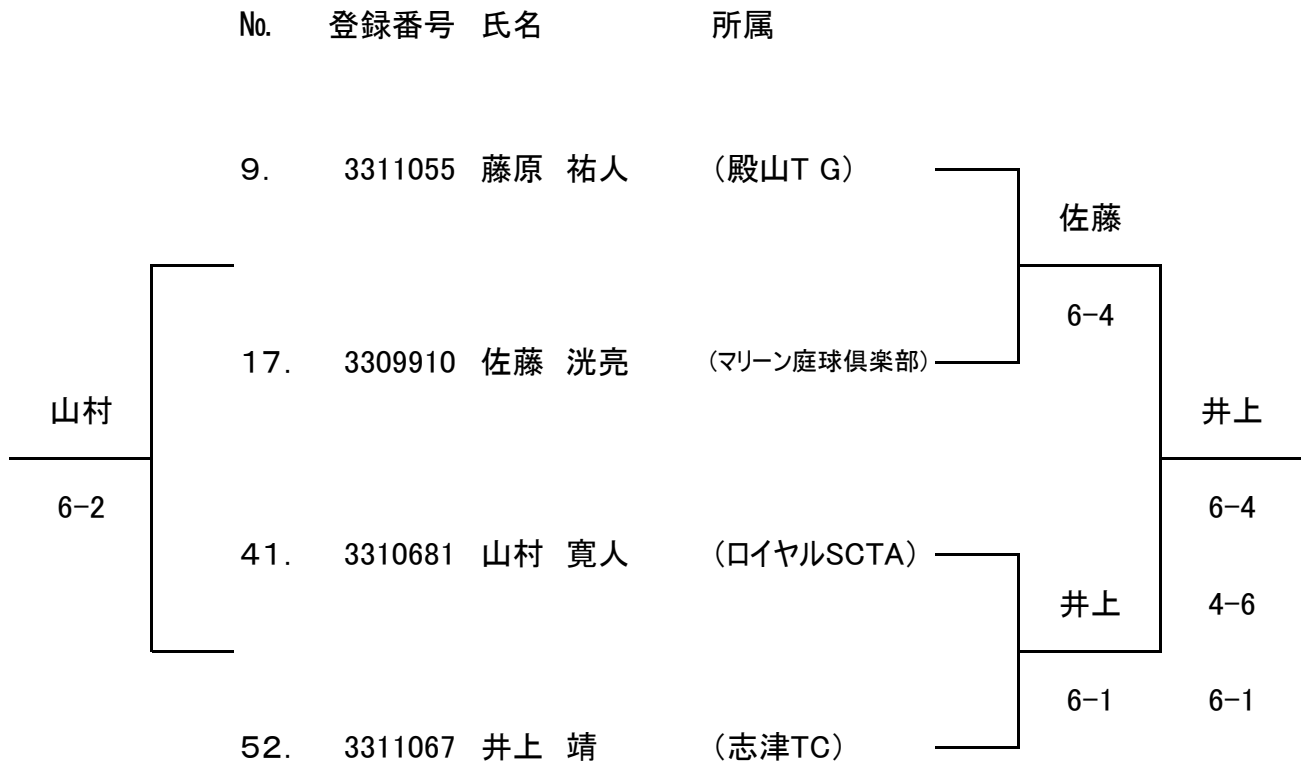 № 登録番号 氏名 所属
9. 3311055 藤原 祐人 (殿山T G)
佐藤
6-4
17. 3309910 佐藤 洸亮 (マリーン庭球倶楽部)
山村
井上
6-2
6-4
41. 3310681 山村 寛人 (ロイヤルSCTA)
井上
4-6
6-1
6-1
52. 3311067 井上 靖 (志津TC)